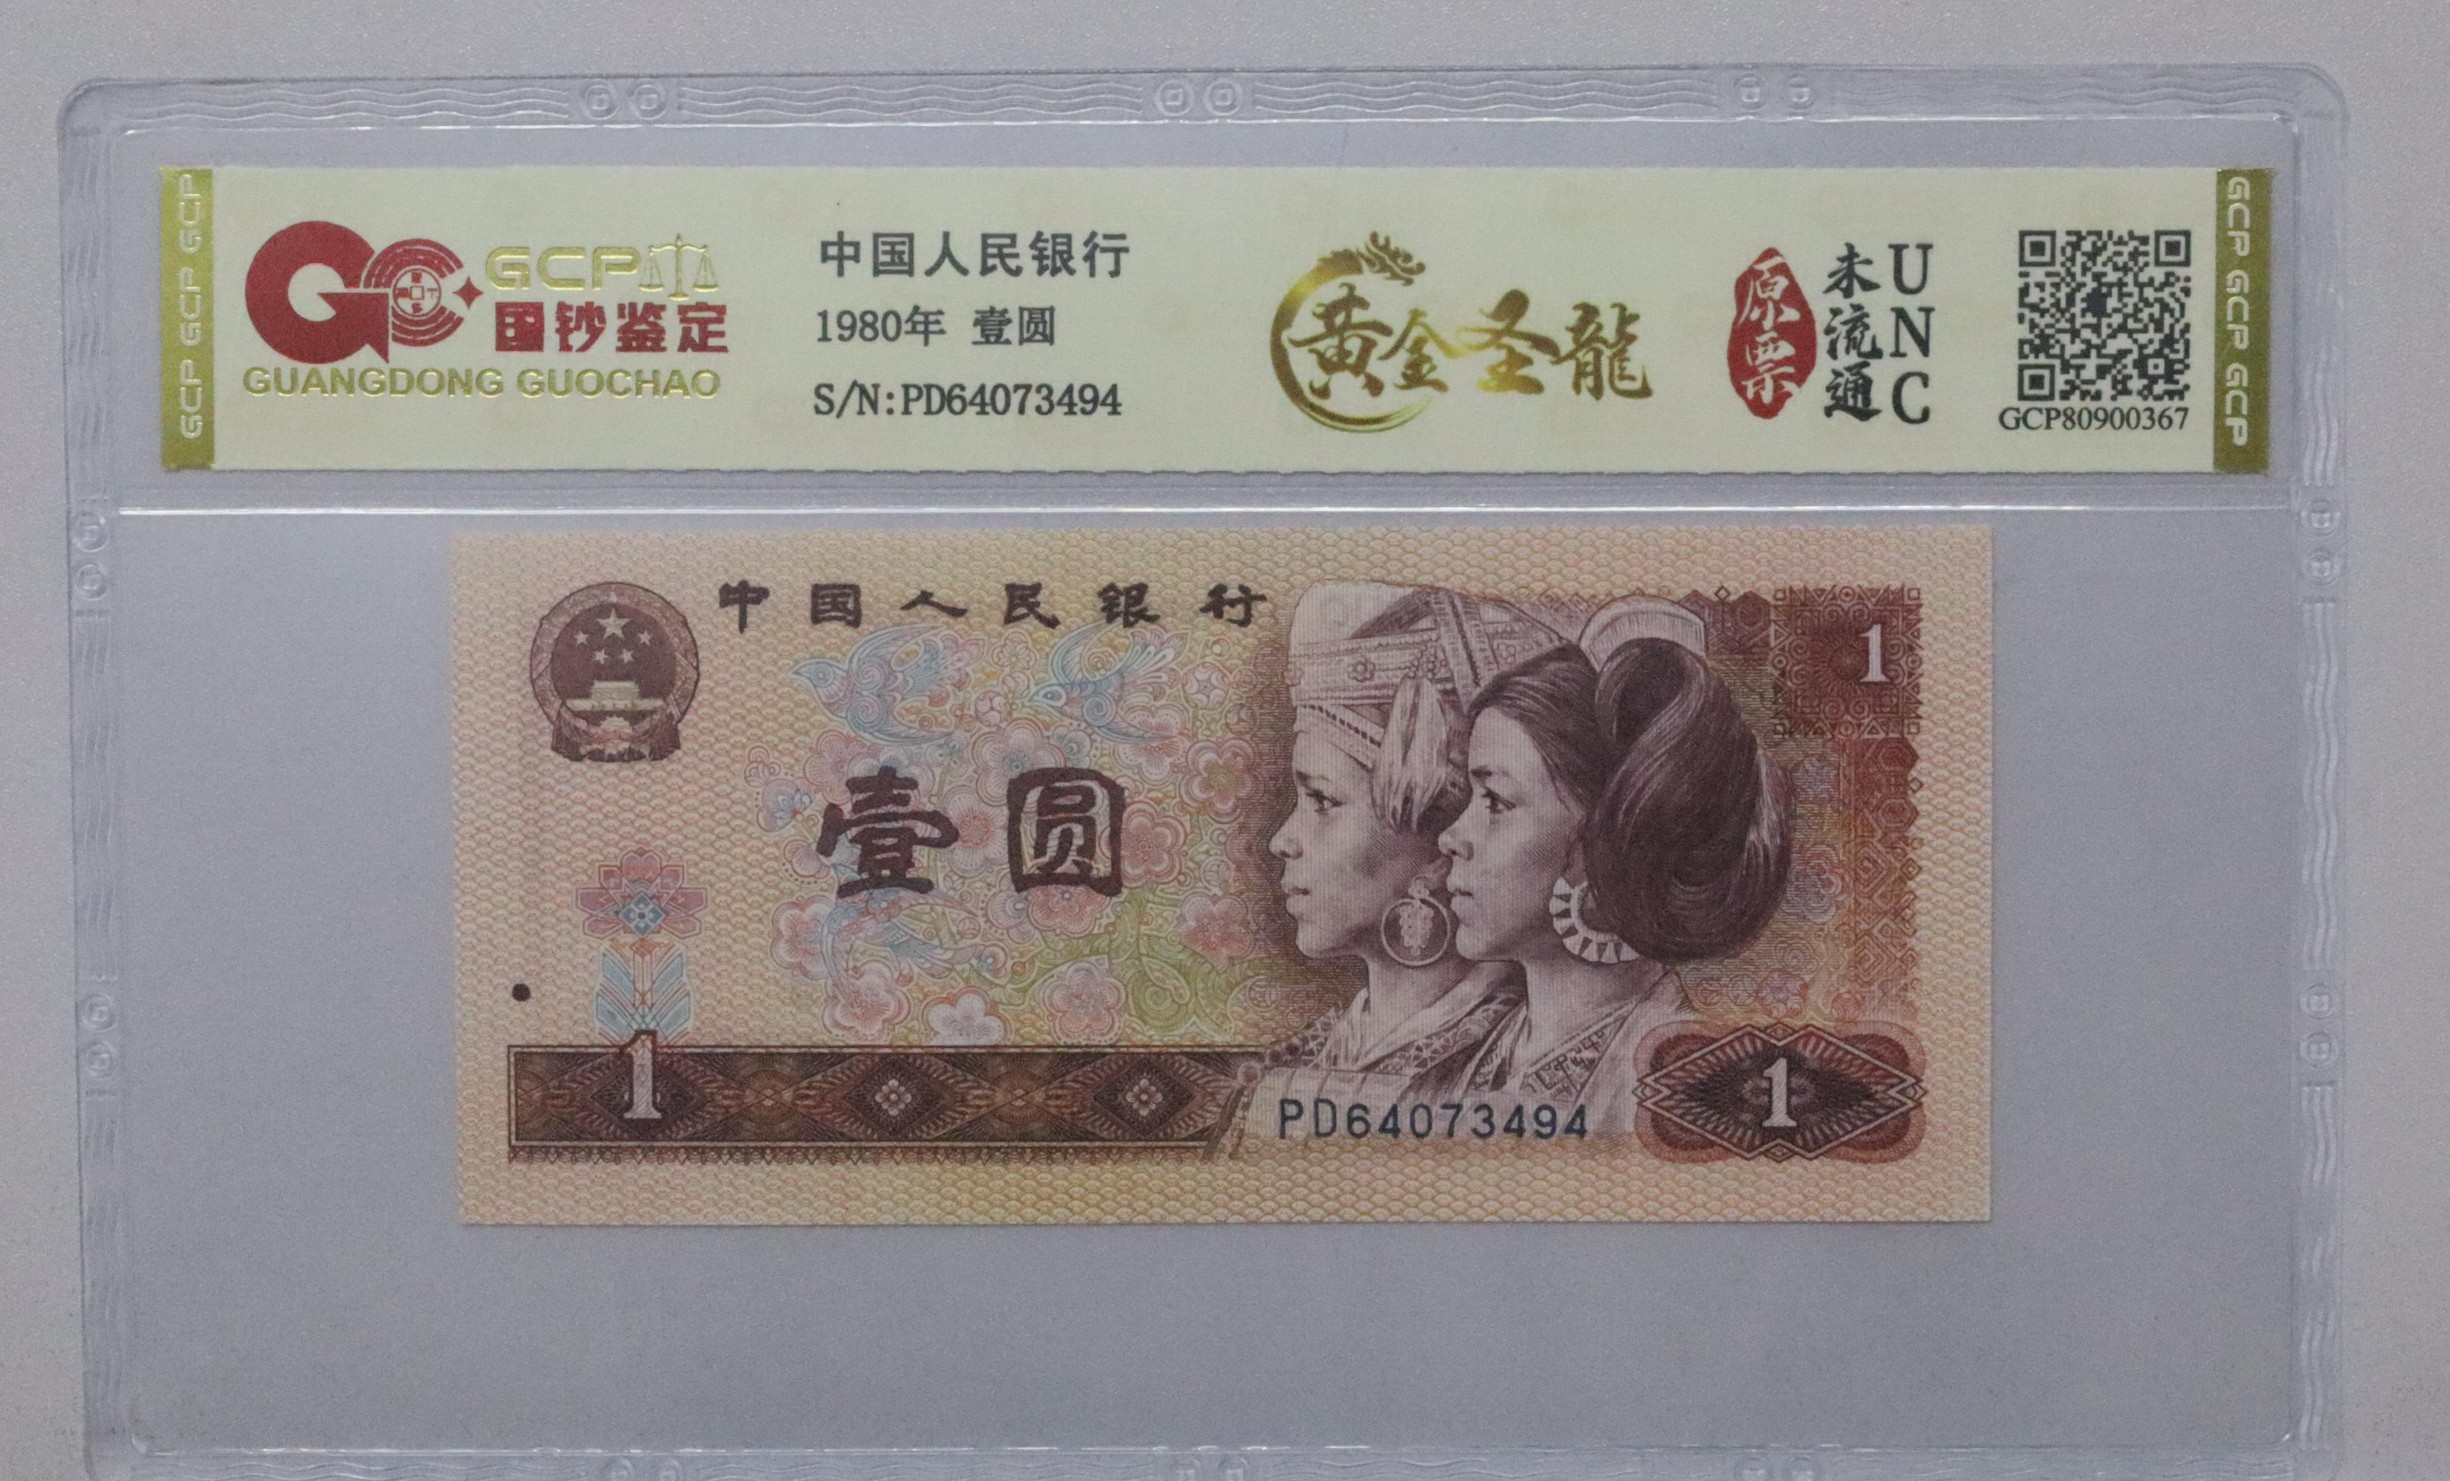 GCP GCP GCP
GCP
国钞鉴定
GUANGDONG GUOCHAO
中国人民银行
1980年 壹圆
S/N:PD64073494
黄金圣龍
原票
未流通
UNC
GCP80900367
GCP GCP GCP
中国人民银行
1
壹圆
1
PD64073494
1